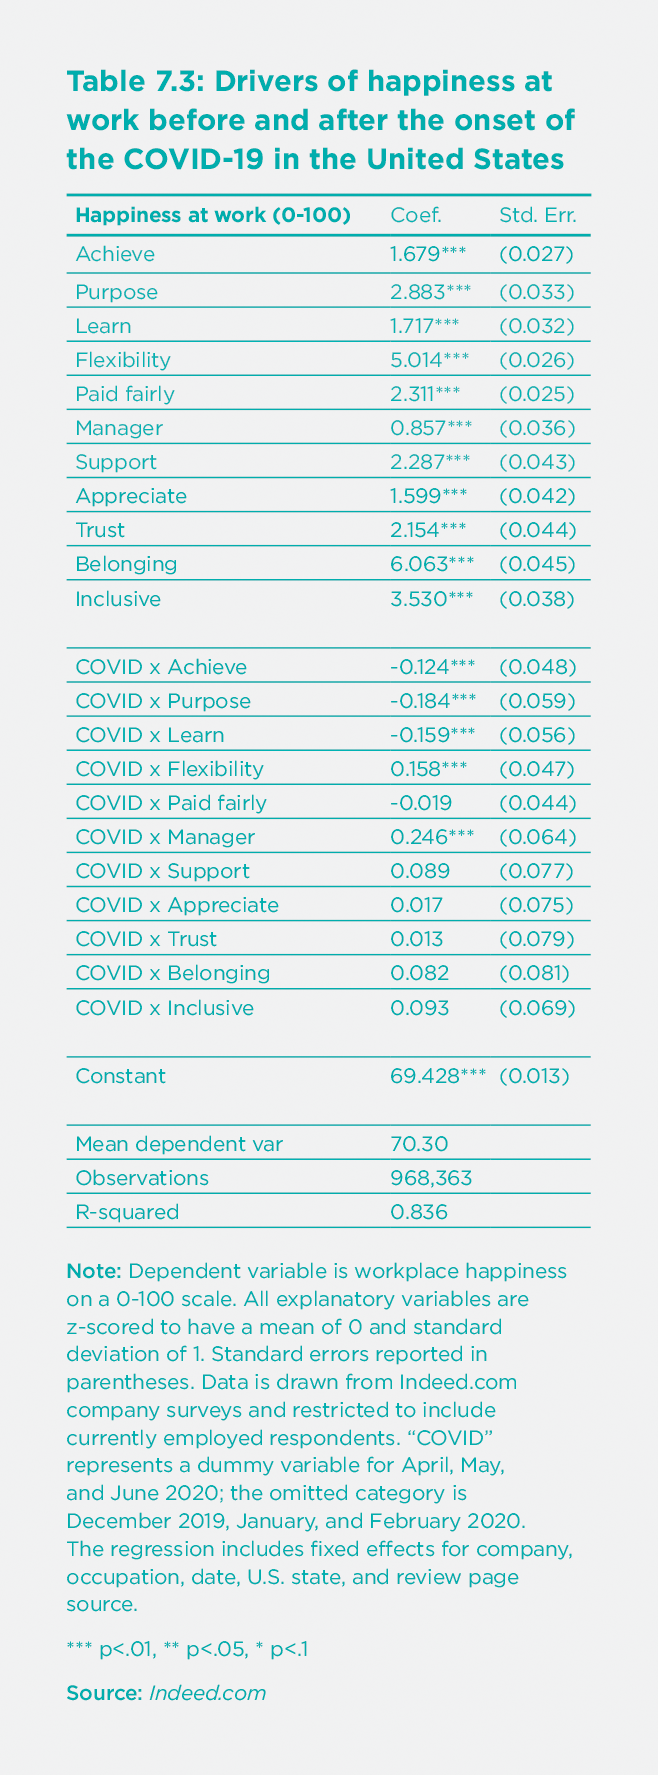 Table 7.3: Drivers of happiness at
work before and after the onset of
the COVID-19 in the United States
Happiness at work (0-100) Coef. Std. Err.
Achieve 1.679*** (0.027)
Purpose 2.883*** (0.033)
Learn 1.717*** (0.032)
Flexibility 5.014*** (0.026)
Paid fairly 2.311*** (0.025)
Manager 0.857*** (0.036)
Support 2.287*** (0.043)
Appreciate 1.599*** (0.042)
Trust 2.154*** (0.044)
Belonging 6.063*** (0.045)
Inclusive 3.530*** (0.038)
COVID x Achieve -0.124*** (0.048)
COVID x Purpose -0.184*** (0.059)
COVID x Learn -0.159*** (0.056)
COVID x Flexibility 0.158*** (0.047)
COVID x Paid fairly -0.019 (0.044)
COVID x Manager 0.246*** (0.064)
COVID x Support 0.089 (0.077)
COVID x Appreciate 0.017 (0.075)
COVID x Trust 0.013 (0.079)
COVID x Belonging 0.082 (0.081)
COVID x Inclusive 0.093 (0.069)
Constant 69.428*** (0.013)
Mean dependent var 70.30
Observations 968,363
R-squared 0.836
Note: Dependent variable is workplace happiness
on a 0-100 scale. All explanatory variables are
z-scored to have a mean of 0 and standard
deviation of 1. Standard errors reported in
parentheses. Data is drawn from Indeed.com
company surveys and restricted to include
currently employed respondents. “COVID”
represents a dummy variable for April, May,
and June 2020; the omitted category is
December 2019, January, and February 2020.
The regression includes fixed effects for company,
occupation, date, U.S. state, and review page
source.
*** p<.01, ** p<.05, * p<.1
Source: Indeed.com